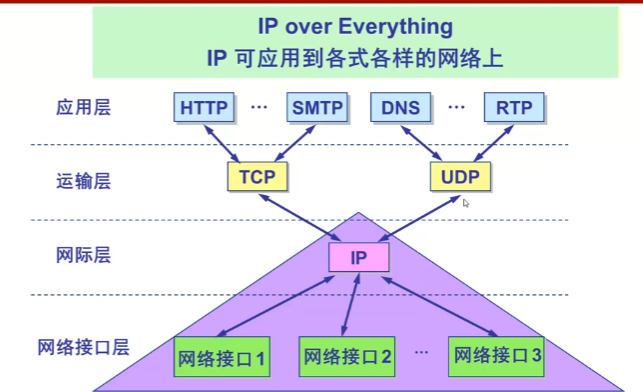 IP over Everything
IP 可应用到各式各样的网络上
应用层 HTTP … SMTP DNS … RTP
运输层 TCP UDP
网际层 IP
网络接口层 网络接口 1 网络接口 2 … 网络接口 3